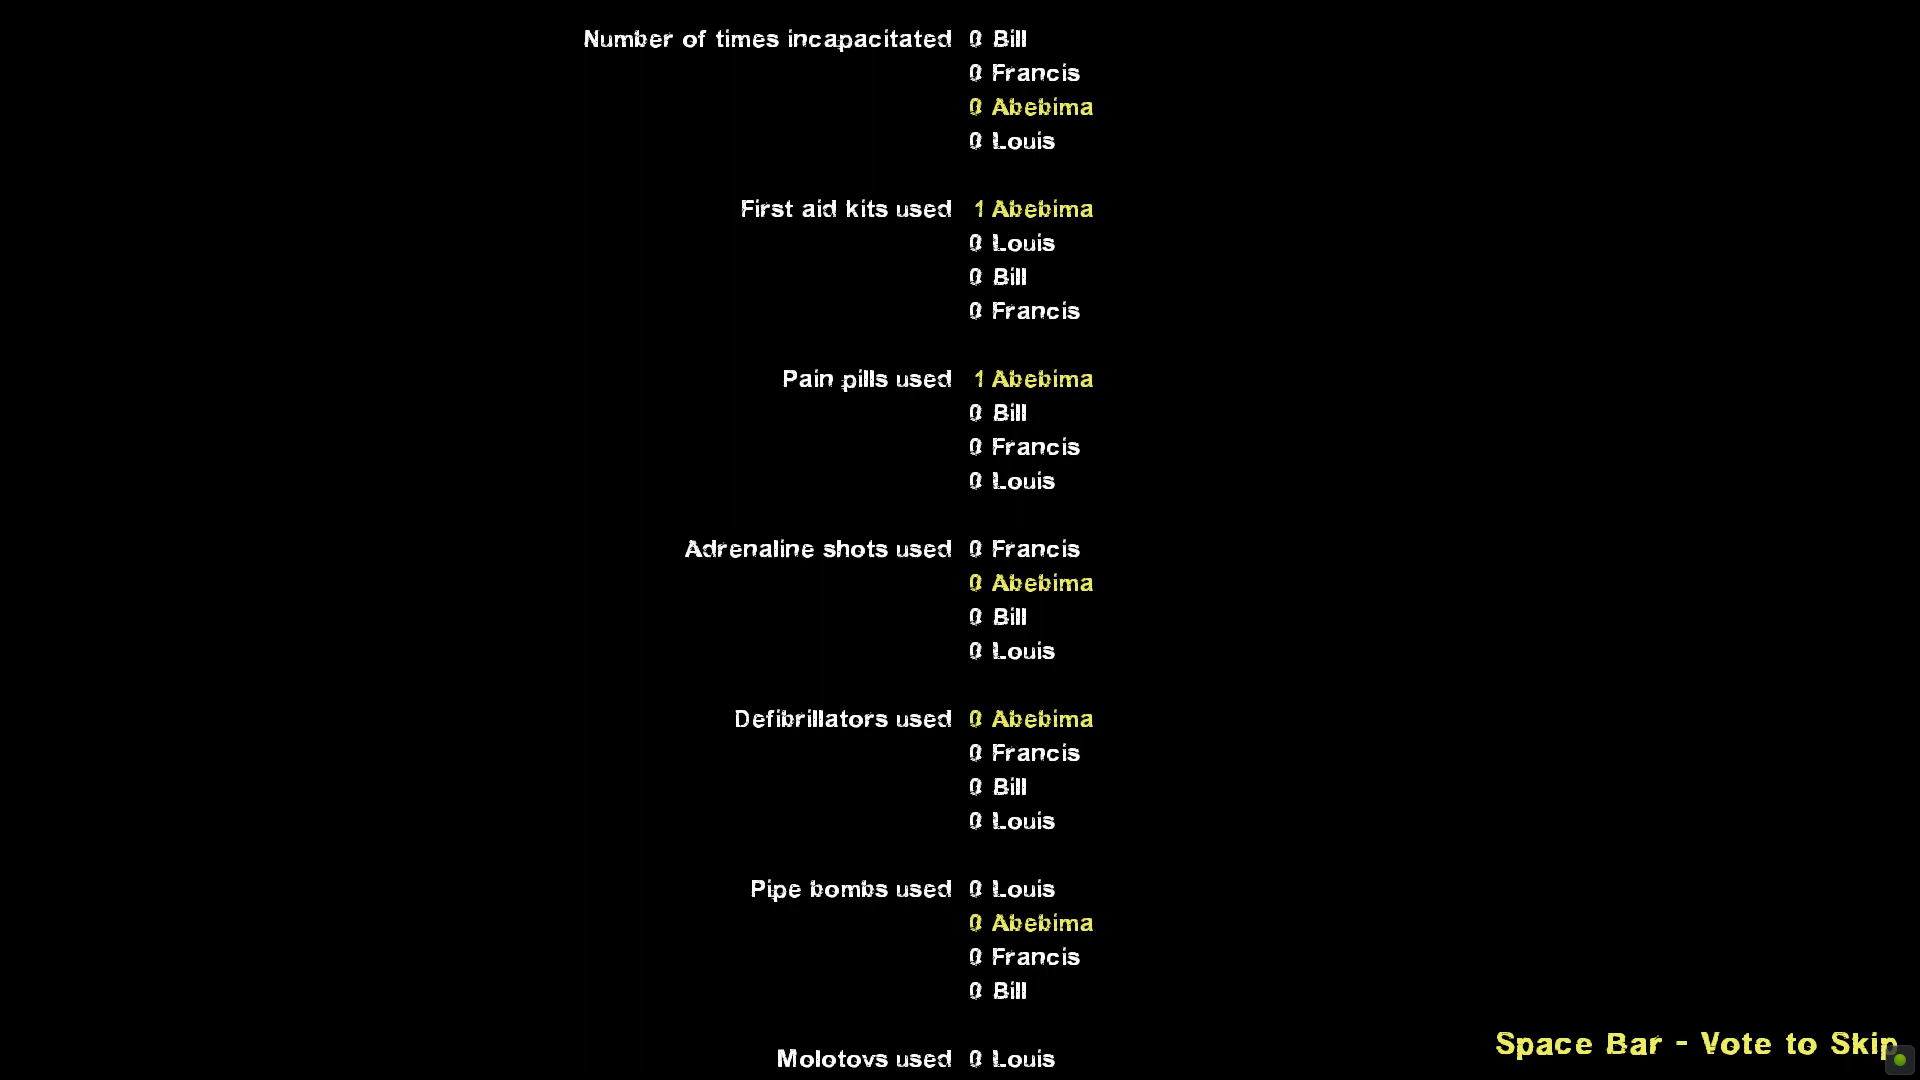 Number of times incapacitated 0 Bill
0 Francis
0 Abebima
0 Louis
First aid kits used 1 Abebima
0 Louis
0 Bill
0 Francis
Pain pills used 1 Abebima
0 Bill
0 Francis
0 Louis
Adrenaline shots used 0 Francis
0 Abebima
0 Bill
0 Louis
Defibrillators used 0 Abebima
0 Francis
0 Bill
0 Louis
Pipe bombs used 0 Louis
0 Abebima
0 Francis
0 Bill
Molotovs used 0 Louis
Space Bar - Vote to Skip